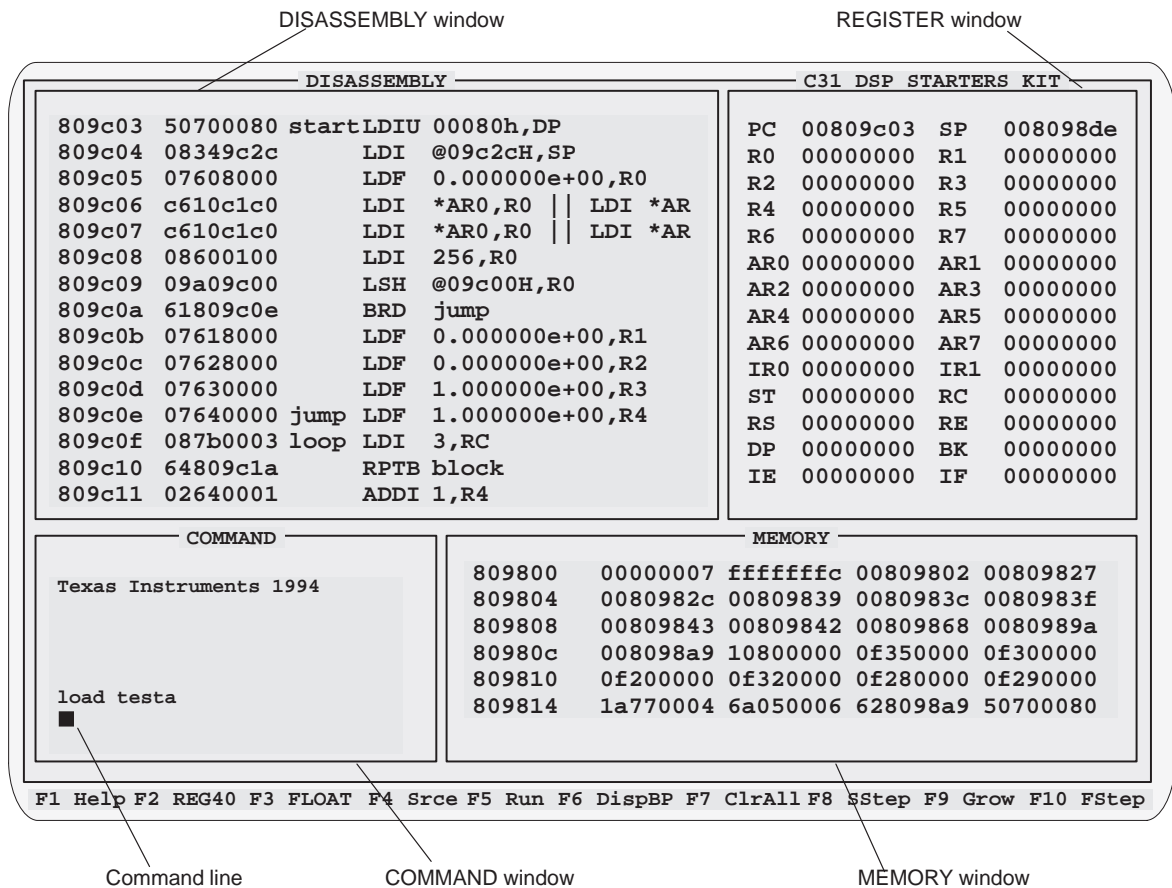 DISASSEMBLY window
REGISTER window
DISASSEMBLY
809c03 50700080 start LDIU 00080h,DP
809c04 08349c2c LDI @09c2cH,SP
809c05 07608000 LDF 0.000000e+00,R0
809c06 c610c1c0 LDI *AR0,R0 || LDI *AR
809c07 c610c1c0 LDI *AR0,R0 || LDI *AR
809c08 08600100 LDI 256,R0
809c09 09a09c00 LSH @09c00H,R0
809c0a 61809c0e BRD jump
809c0b 07618000 LDF 0.000000e+00,R1
809c0c 07628000 LDF 0.000000e+00,R2
809c0d 07630000 LDF 1.000000e+00,R3
809c0e 07640000 jump LDF 1.000000e+00,R4
809c0f 087b0003 loop LDI 3,RC
809c10 64809c1a RPTB block
809c11 02640001 ADDI 1,R4
C31 DSP STARTERS KIT
PC 00809c03 SP 008098de
R0 00000000 R1 00000000
R2 00000000 R3 00000000
R4 00000000 R5 00000000
R6 00000000 R7 00000000
AR0 00000000 AR1 00000000
AR2 00000000 AR3 00000000
AR4 00000000 AR5 00000000
AR6 00000000 AR7 00000000
IR0 00000000 IR1 00000000
ST 00000000 RC 00000000
RS 00000000 RE 00000000
DP 00000000 BK 00000000
IE 00000000 IF 00000000
COMMAND
Texas Instruments 1994
load testa
MEMORY
809800 00000007 fffffffc 00809802 00809827
809804 0080982c 00809839 0080983c 0080983f
809808 00809843 00809842 00809868 0080989a
80980c 008098a9 10800000 0f350000 0f300000
809810 0f200000 0f320000 0f280000 0f290000
809814 1a770004 6a050006 628098a9 50700080
F1 Help F2 REG40 F3 FLOAT F4 Srce F5 Run F6 DispBP F7 ClrAll F8 SStep F9 Grow F10 FStep
Command line
COMMAND window
MEMORY window